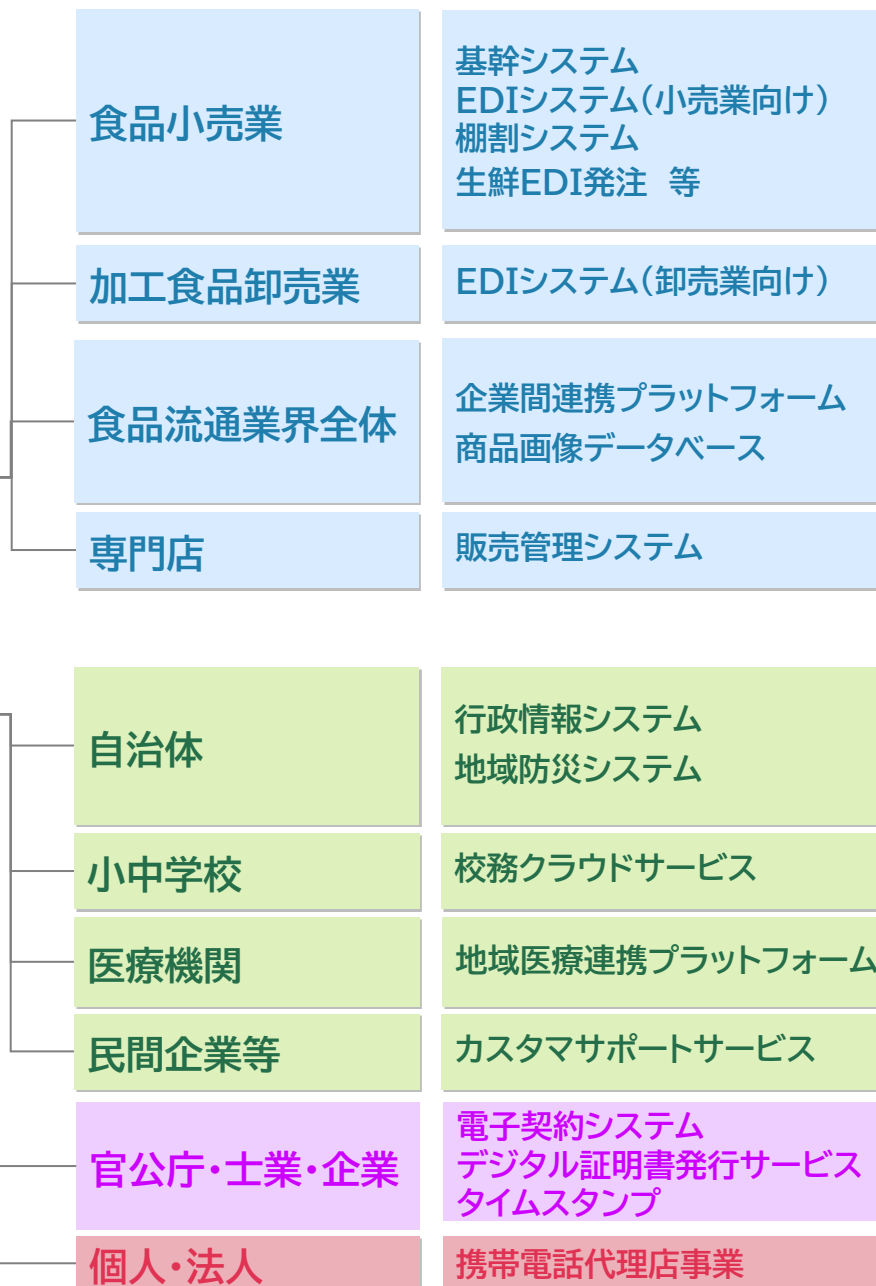 食品小売業
基幹システム
EDIシステム(小売業向け)
棚割システム
生鮮EDI発注　等
加工食品卸売業
EDIシステム(卸売業向け)
食品流通業界全体
企業間連携プラットフォーム
商品画像データベース
専門店
販売管理システム
自治体
行政情報システム
地域防災システム
小中学校
校務クラウドサービス
医療機関
地域医療連携プラットフォーム
民間企業等
カスタマサポートサービス
官公庁・士業・企業
電子契約システム
デジタル証明書発行サービス
タイムスタンプ
個人・法人
携帯電話代理店事業